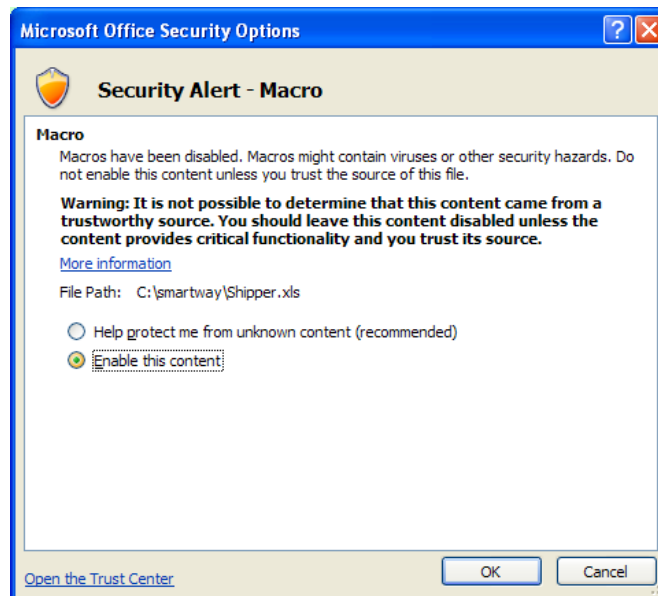 Microsoft Office Security Options
?
Security Alert - Macro
Macro
Macros have been disabled. Macros might contain viruses or other security hazards. Do
not enable this content unless you trust the source of this file.
Warning: It is not possible to determine that this content came from a
trustworthy source. You should leave this content disabled unless the
content provides critical functionality and you trust its source.
More information
File Path: C:\smartway\Shipper.xls
Help protect me from unknown content (recommended)
Enable this content
Open the Trust Center
OK
Cancel